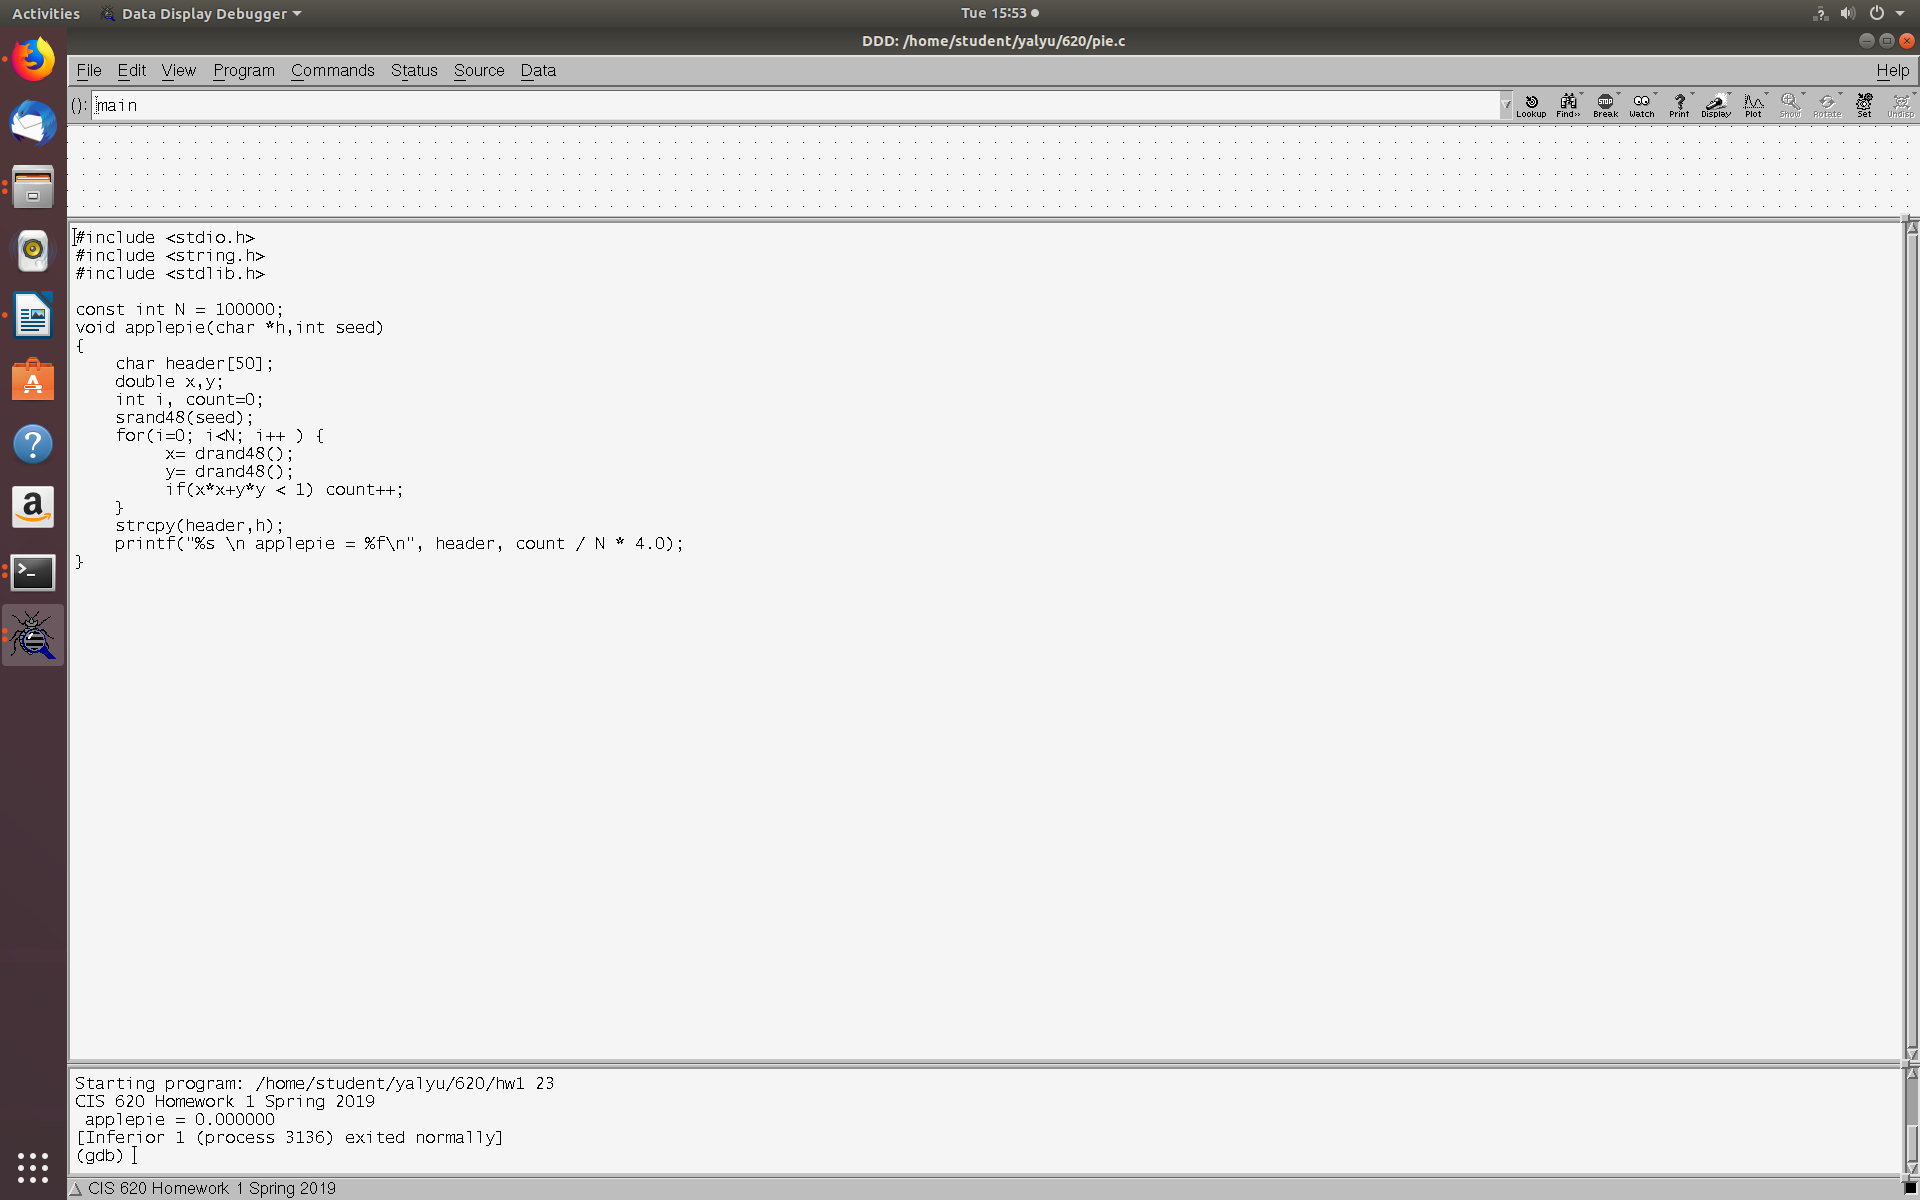 Activities Data Display Debugger Tue 15:53
DDD: /home/student/yalyu/620/pie.c
File Edit View Program Commands Status Source Data Help
(): main Lookup Find>> Break Watch Print Display Plot Show Rotate Set Undisp
STOP
#include <stdio.h>
#include <string.h>
#include <stdlib.h>
const int N = 100000;
void applepie(char *h,int seed)
{
    char header[50];
    double x,y;
    int i, count=0;
    srand48(seed);
    for(i=0; i<N; i++ ) {
         x= drand48();
         y= drand48();
         if(x*x+y*y < 1) count++;
    }
    strcpy(header,h);
    printf("%s \n applepie = %f\n", header, count / N * 4.0);
}
Starting program: /home/student/yalyu/620/hw1 23
CIS 620 Homework 1 Spring 2019
 applepie = 0.000000
[Inferior 1 (process 3136) exited normally]
(gdb)
CIS 620 Homework 1 Spring 2019